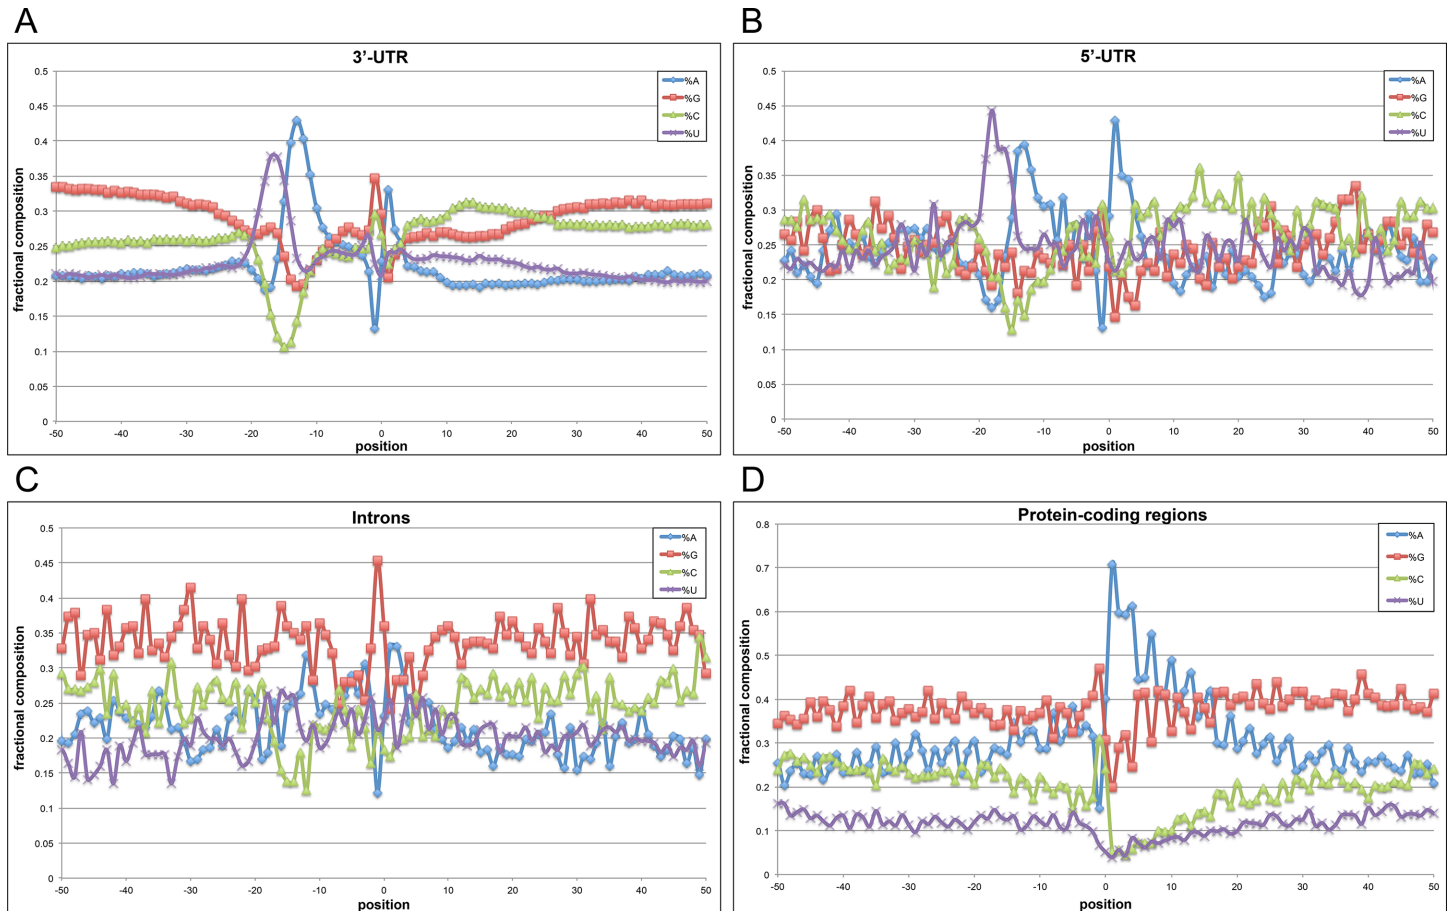 A
3’-UTR
0.5
0.45
0.4
0.35
0.3
0.25
0.2
0.15
0.1
0.05
0
fractional composition
%A
%G
%C
%U
-50 -40 -30 -20 -10 0 10 20 30 40 50
position
B
5’-UTR
0.5
0.45
0.4
0.35
0.3
0.25
0.2
0.15
0.1
0.05
0
fractional composition
%A
%G
%C
%U
-50 -40 -30 -20 -10 0 10 20 30 40 50
position
C
Introns
0.5
0.45
0.4
0.35
0.3
0.25
0.2
0.15
0.1
0.05
0
fractional composition
%A
%G
%C
%U
-50 -40 -30 -20 -10 0 10 20 30 40 50
position
D
Protein-coding regions
0.8
0.7
0.6
0.5
0.4
0.3
0.2
0.1
0
fractional composition
%A
%G
%C
%U
-50 -40 -30 -20 -10 0 10 20 30 40 50
position